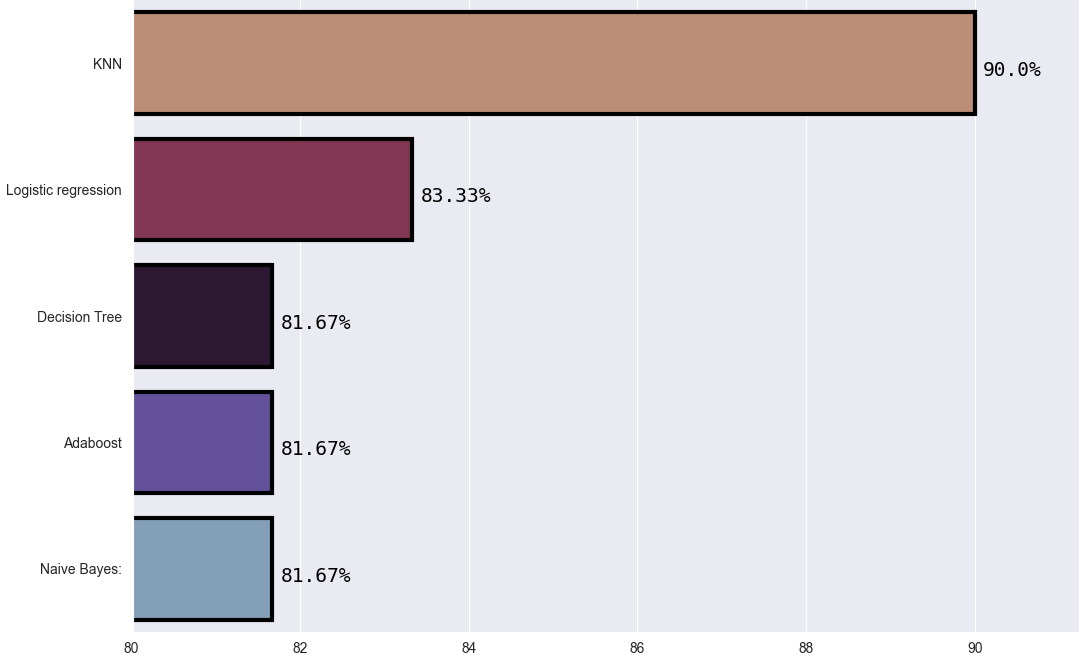 KNN
90.0%
Logistic regression
83.33%
Decision Tree
81.67%
Adaboost
81.67%
Naive Bayes:
81.67%
80 82 84 86 88 90